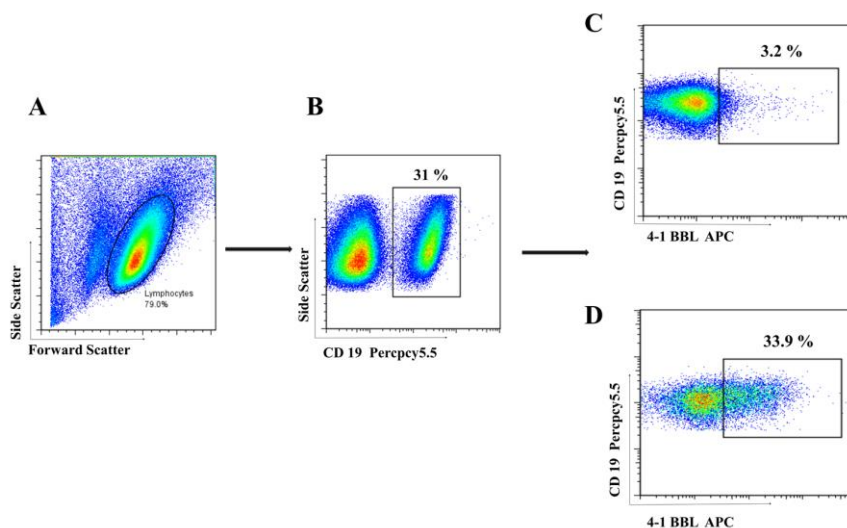 A
Side Scatter
Lymphocytes
79.0%
Forward Scatter
B
31 %
Side Scatter
CD 19 Percpcy5.5
C
3.2 %
CD 19 Percpcy5.5
4-1 BBL APC
D
33.9 %
CD 19 Percpcy5.5
4-1 BBL APC